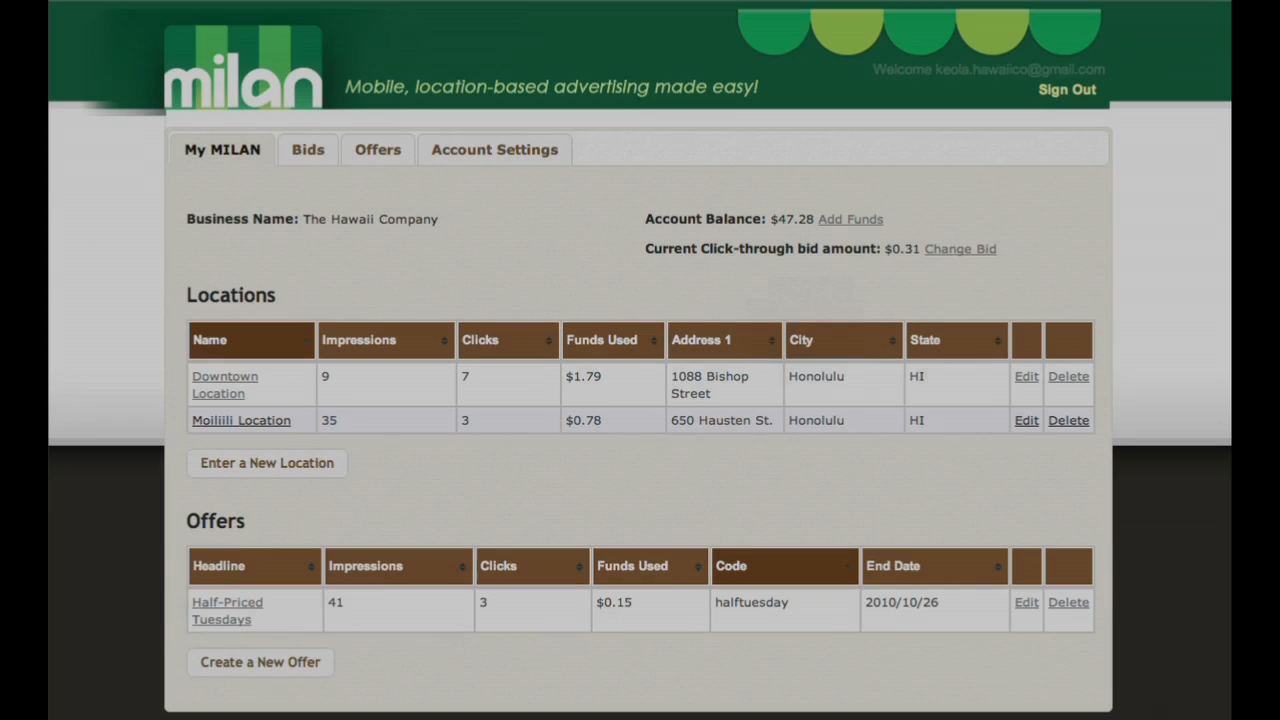 milan
Mobile, location-based advertising made easy!
Welcome keola.hawaiico@gmail.com
Sign Out
My MILAN Bids Offers Account Settings
Business Name: The Hawaii Company
Account Balance: $47.28 Add Funds
Current Click-through bid amount: $0.31 Change Bid
Locations
Name Impressions Clicks Funds Used Address 1 City State
Downtown Location 9 7 $1.79 1088 Bishop Street Honolulu HI Edit Delete
Moiliili Location 35 3 $0.78 650 Hausten St. Honolulu HI Edit Delete
Enter a New Location
Offers
Headline Impressions Clicks Funds Used Code End Date
Half-Priced Tuesdays 41 3 $0.15 halftuesday 2010/10/26 Edit Delete
Create a New Offer